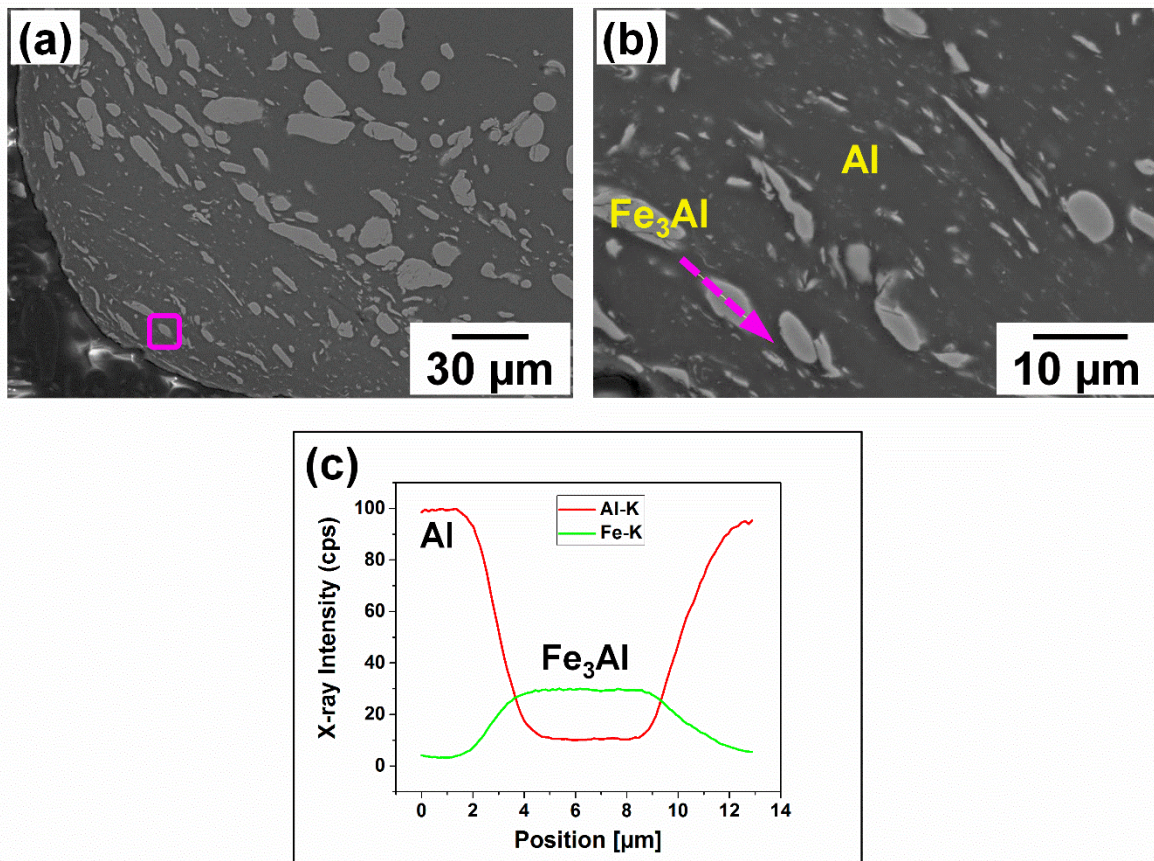 (a)
30 µm
(b)
Al
Fe₃Al
10 µm
(c)
X-ray Intensity (cps)
100
80
60
40
20
0
Al
Al-K
Fe-K
Fe₃Al
0 2 4 6 8 10 12 14
Position [µm]